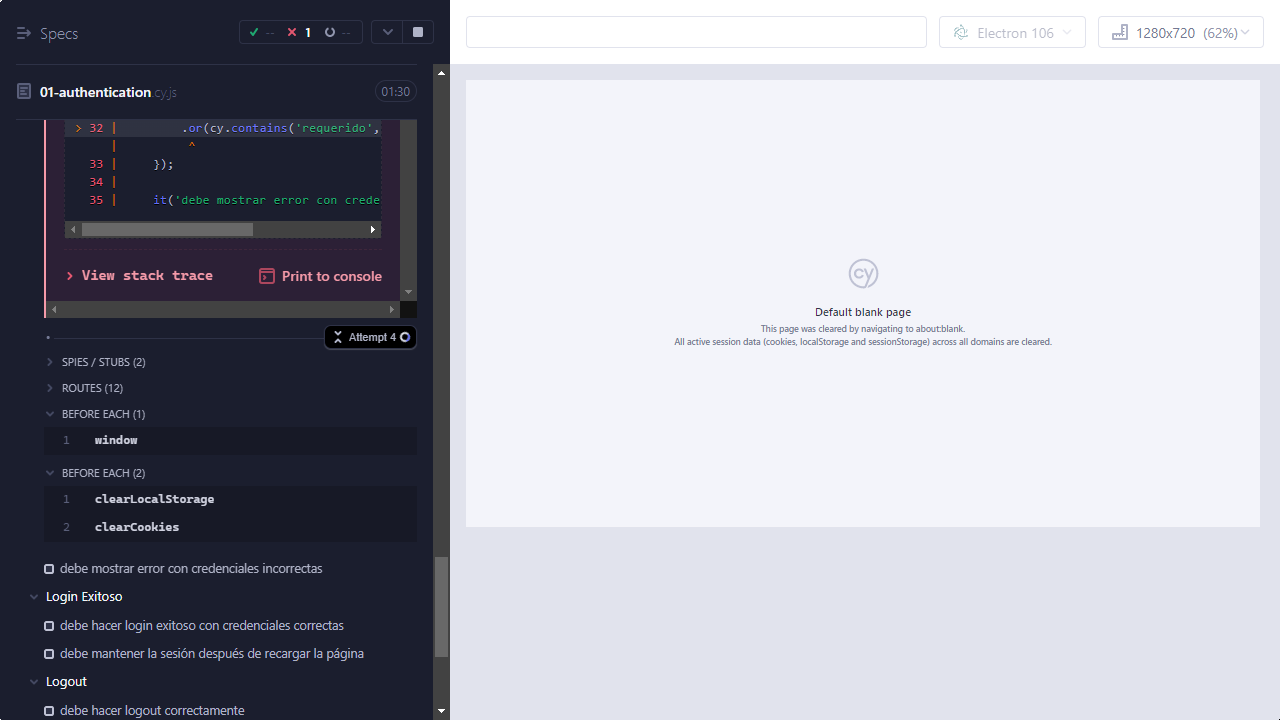 Specs
--
1
--
Electron 106
1280x720 (62%)
01-authentication.cy.js
01:30
> 32 | .or(cy.contains('requerido',
| ^
33 | });
34 |
35 | it('debe mostrar error con crede
View stack trace
Print to console
Attempt 4
SPIES / STUBS (2)
ROUTES (12)
BEFORE EACH (1)
1 window
BEFORE EACH (2)
1 clearLocalStorage
2 clearCookies
debe mostrar error con credenciales incorrectas
Login Exitoso
debe hacer login exitoso con credenciales correctas
debe mantener la sesión después de recargar la página
Logout
debe hacer logout correctamente
cy
Default blank page
This page was cleared by navigating to about:blank.
All active session data (cookies, localStorage and sessionStorage) across all domains are cleared.